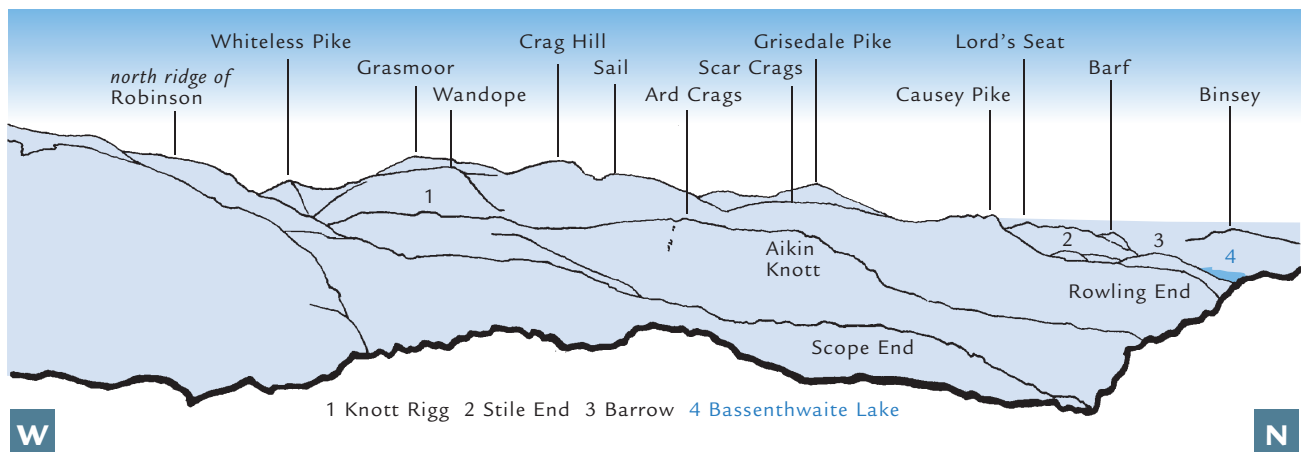 Whiteless Pike
Crag Hill
Grisedale Pike
Lord's Seat
north ridge of
Robinson
Grasmoor
Sail
Scar Crags
Barf
Wandope
Ard Crags
Causey Pike
Binsey
1
2
3
4
Aikin
Knott
Rowling End
Scope End
1 Knott Rigg 2 Stile End 3 Barrow 4 Bassenthwaite Lake
W
N